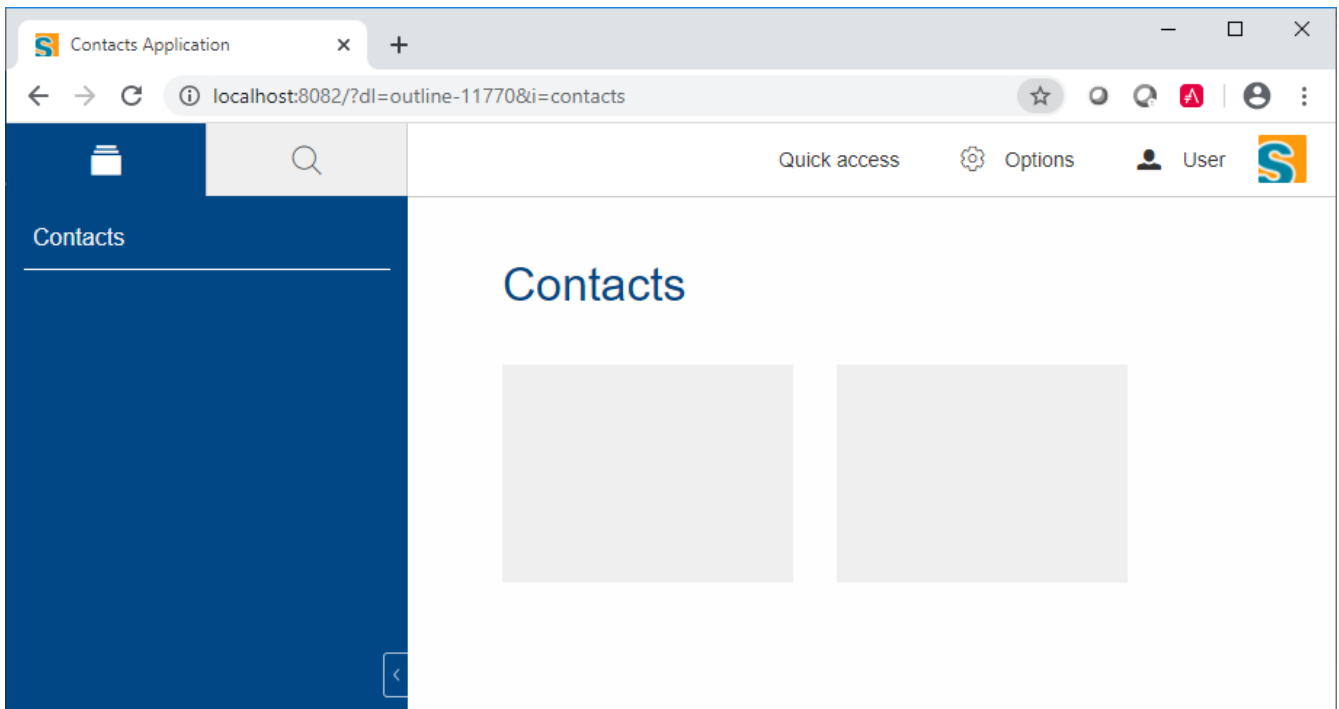 Contacts Application
localhost:8082/?dl=outline-11770&i=contacts
Quick access Options User
Contacts
Contacts